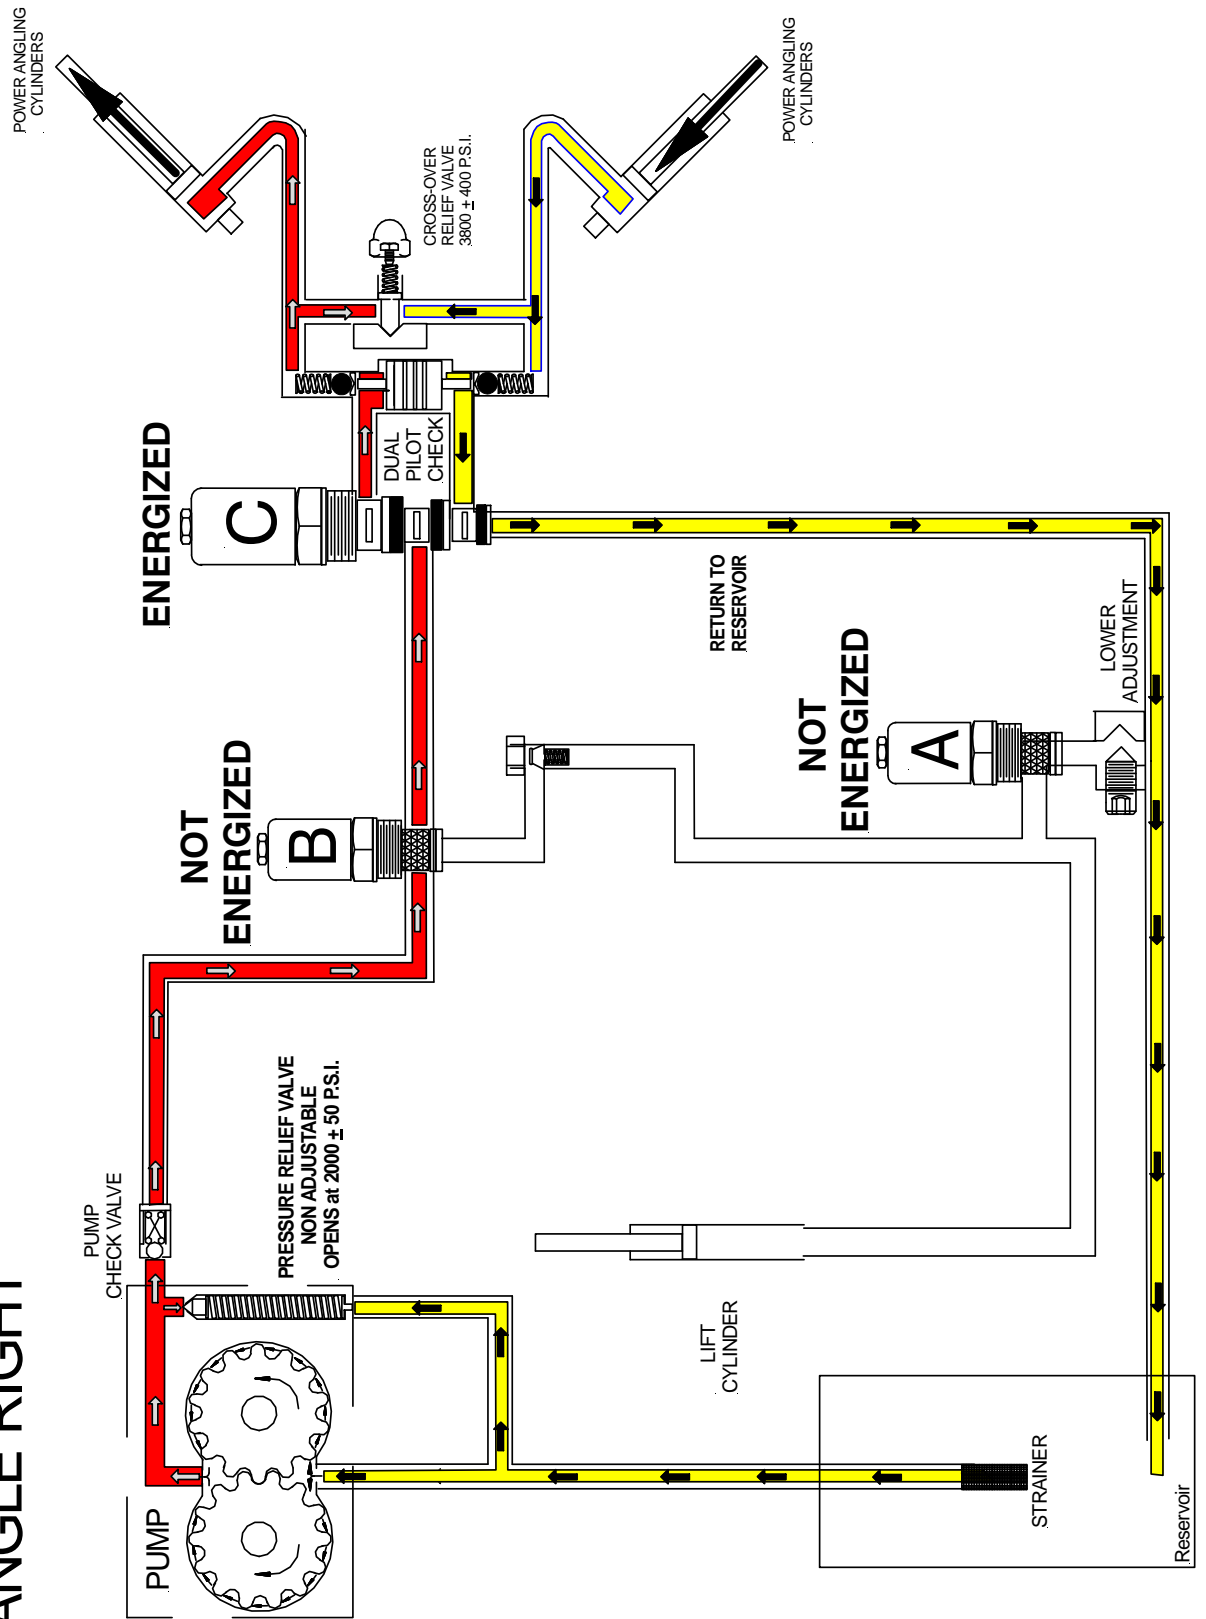 ANGLE RIGHT
PUMP
PUMP
CHECK VALVE
PRESSURE RELIEF VALVE
NON ADJUSTABLE
OPENS at 2000 ± 50 P.S.I.
NOT
ENERGIZED
B
ENERGIZED
C
DUAL
PILOT
CHECK
CROSS-OVER
RELIEF VALVE
3800 ± 400 P.S.I.
POWER ANGLING
CYLINDERS
POWER ANGLING
CYLINDERS
RETURN TO
RESERVOIR
NOT
ENERGIZED
A
LOWER
ADJUSTMENT
LIFT
CYLINDER
STRAINER
Reservoir